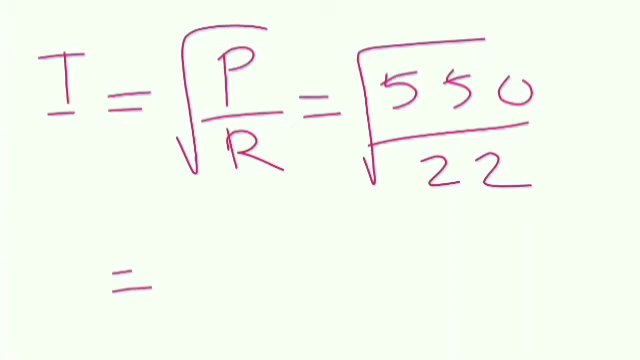 I = √(P/R) = √(550/22)
=